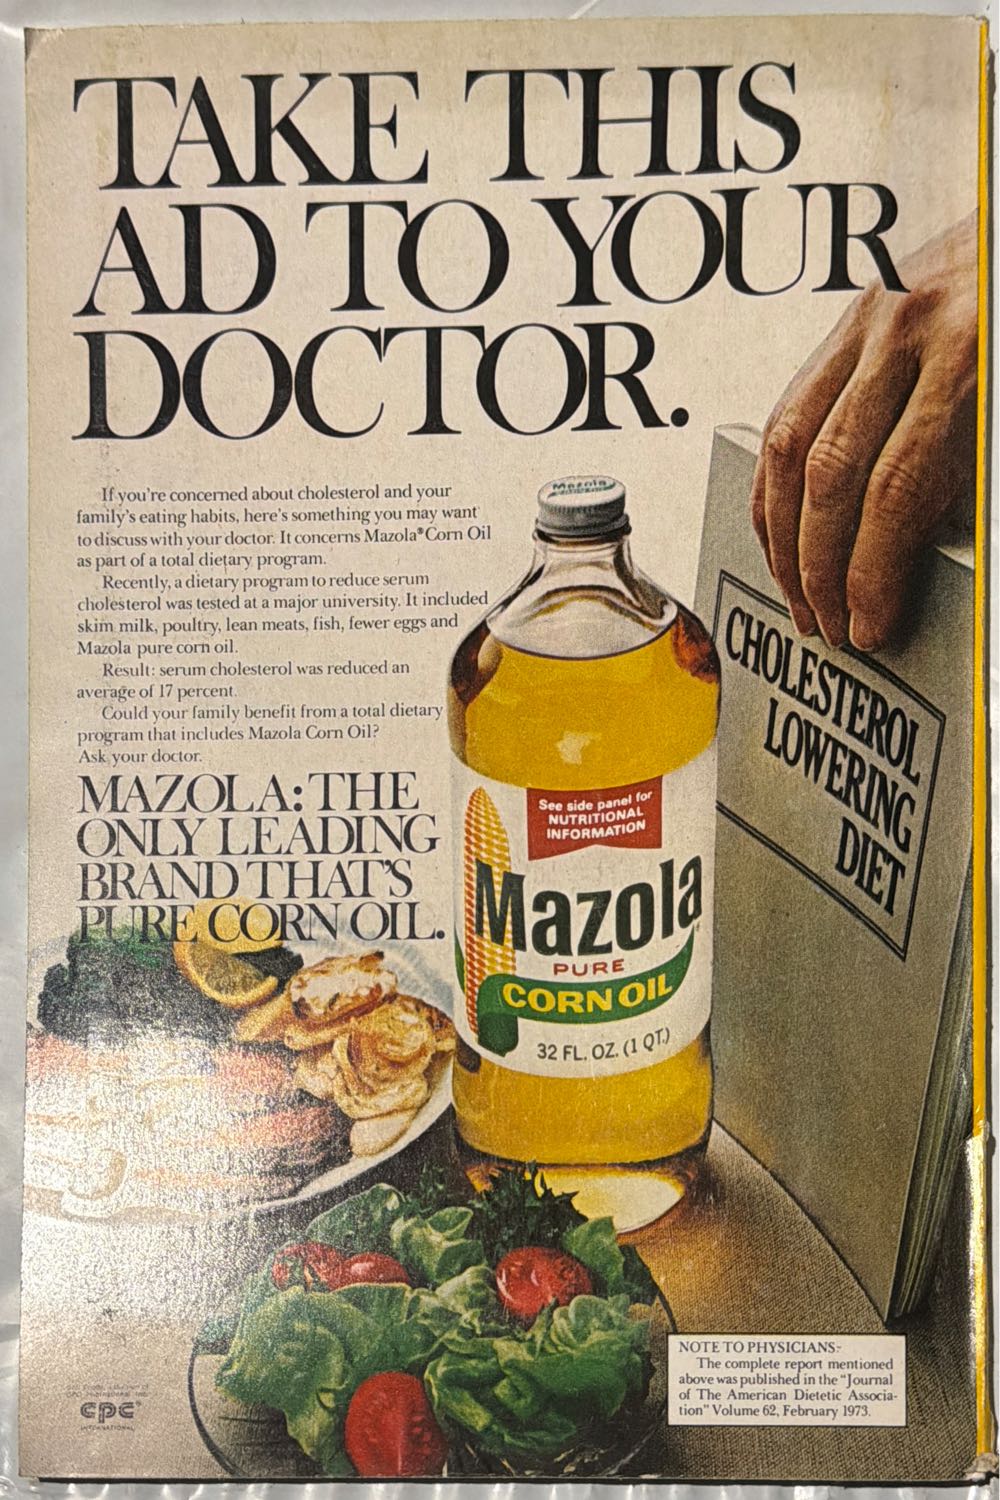 TAKE THIS
AD TO YOUR
DOCTOR.
If you're concerned about cholesterol and your
family's eating habits, here's something you may want
to discuss with your doctor. It concerns Mazola® Corn Oil
as part of a total dietary program.
Recently, a dietary program to reduce serum
cholesterol was tested at a major university. It included
skim milk, poultry, lean meats, fish, fewer eggs and
Mazola pure corn oil.
Result: serum cholesterol was reduced an
average of 17 percent.
Could your family benefit from a total dietary
program that includes Mazola Corn Oil?
Ask your doctor.
MAZOLA: THE
ONLY LEADING
BRAND THAT'S
PURE CORN OIL.
Mazola
CORN OIL
See side panel for
NUTRITIONAL
INFORMATION
Mazola
PURE
CORN OIL
32 FL. OZ. (1 QT.)
CHOLESTEROL
LOWERING
DIET
NOTE TO PHYSICIANS:
The complete report mentioned
above was published in the "Journal
of The American Dietetic Associa-
tion" Volume 62, February 1973.
cpc
INTERNATIONAL